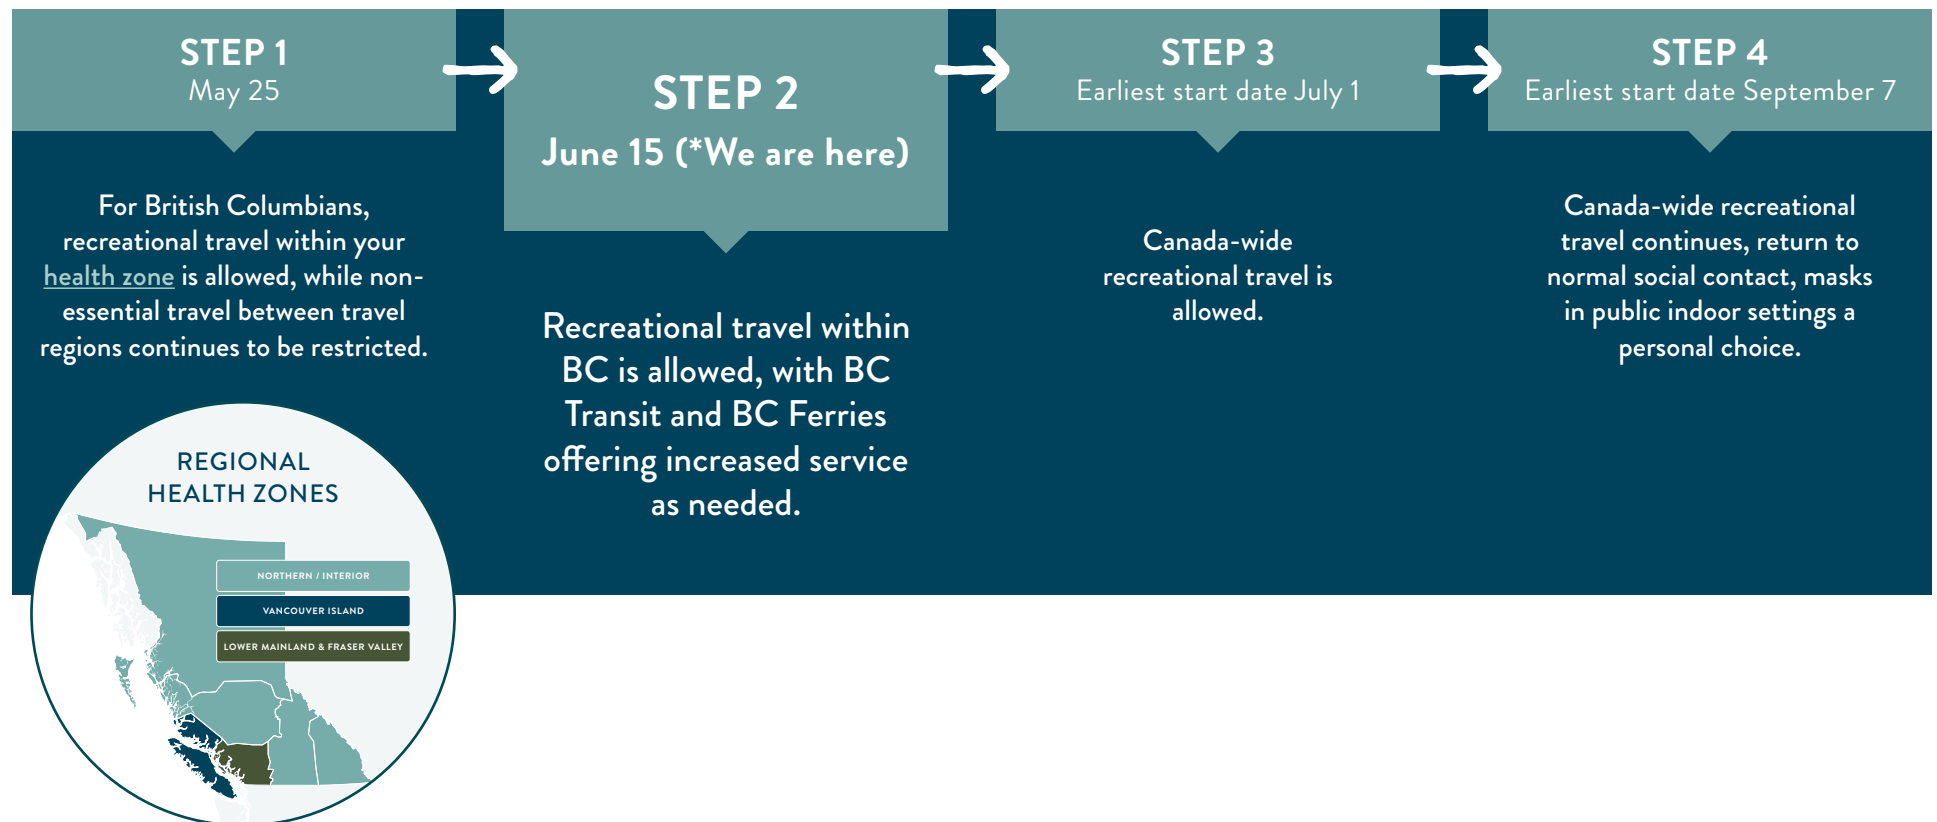 STEP 1
May 25
For British Columbians,
recreational travel within your
health zone is allowed, while non-
essential travel between travel
regions continues to be restricted.
REGIONAL
HEALTH ZONES
NORTHERN / INTERIOR
VANCOUVER ISLAND
LOWER MAINLAND & FRASER VALLEY
STEP 2
June 15 (*We are here)
Recreational travel within
BC is allowed, with BC
Transit and BC Ferries
offering increased service
as needed.
STEP 3
Earliest start date July 1
Canada-wide
recreational travel is
allowed.
STEP 4
Earliest start date September 7
Canada-wide recreational
travel continues, return to
normal social contact, masks
in public indoor settings a
personal choice.